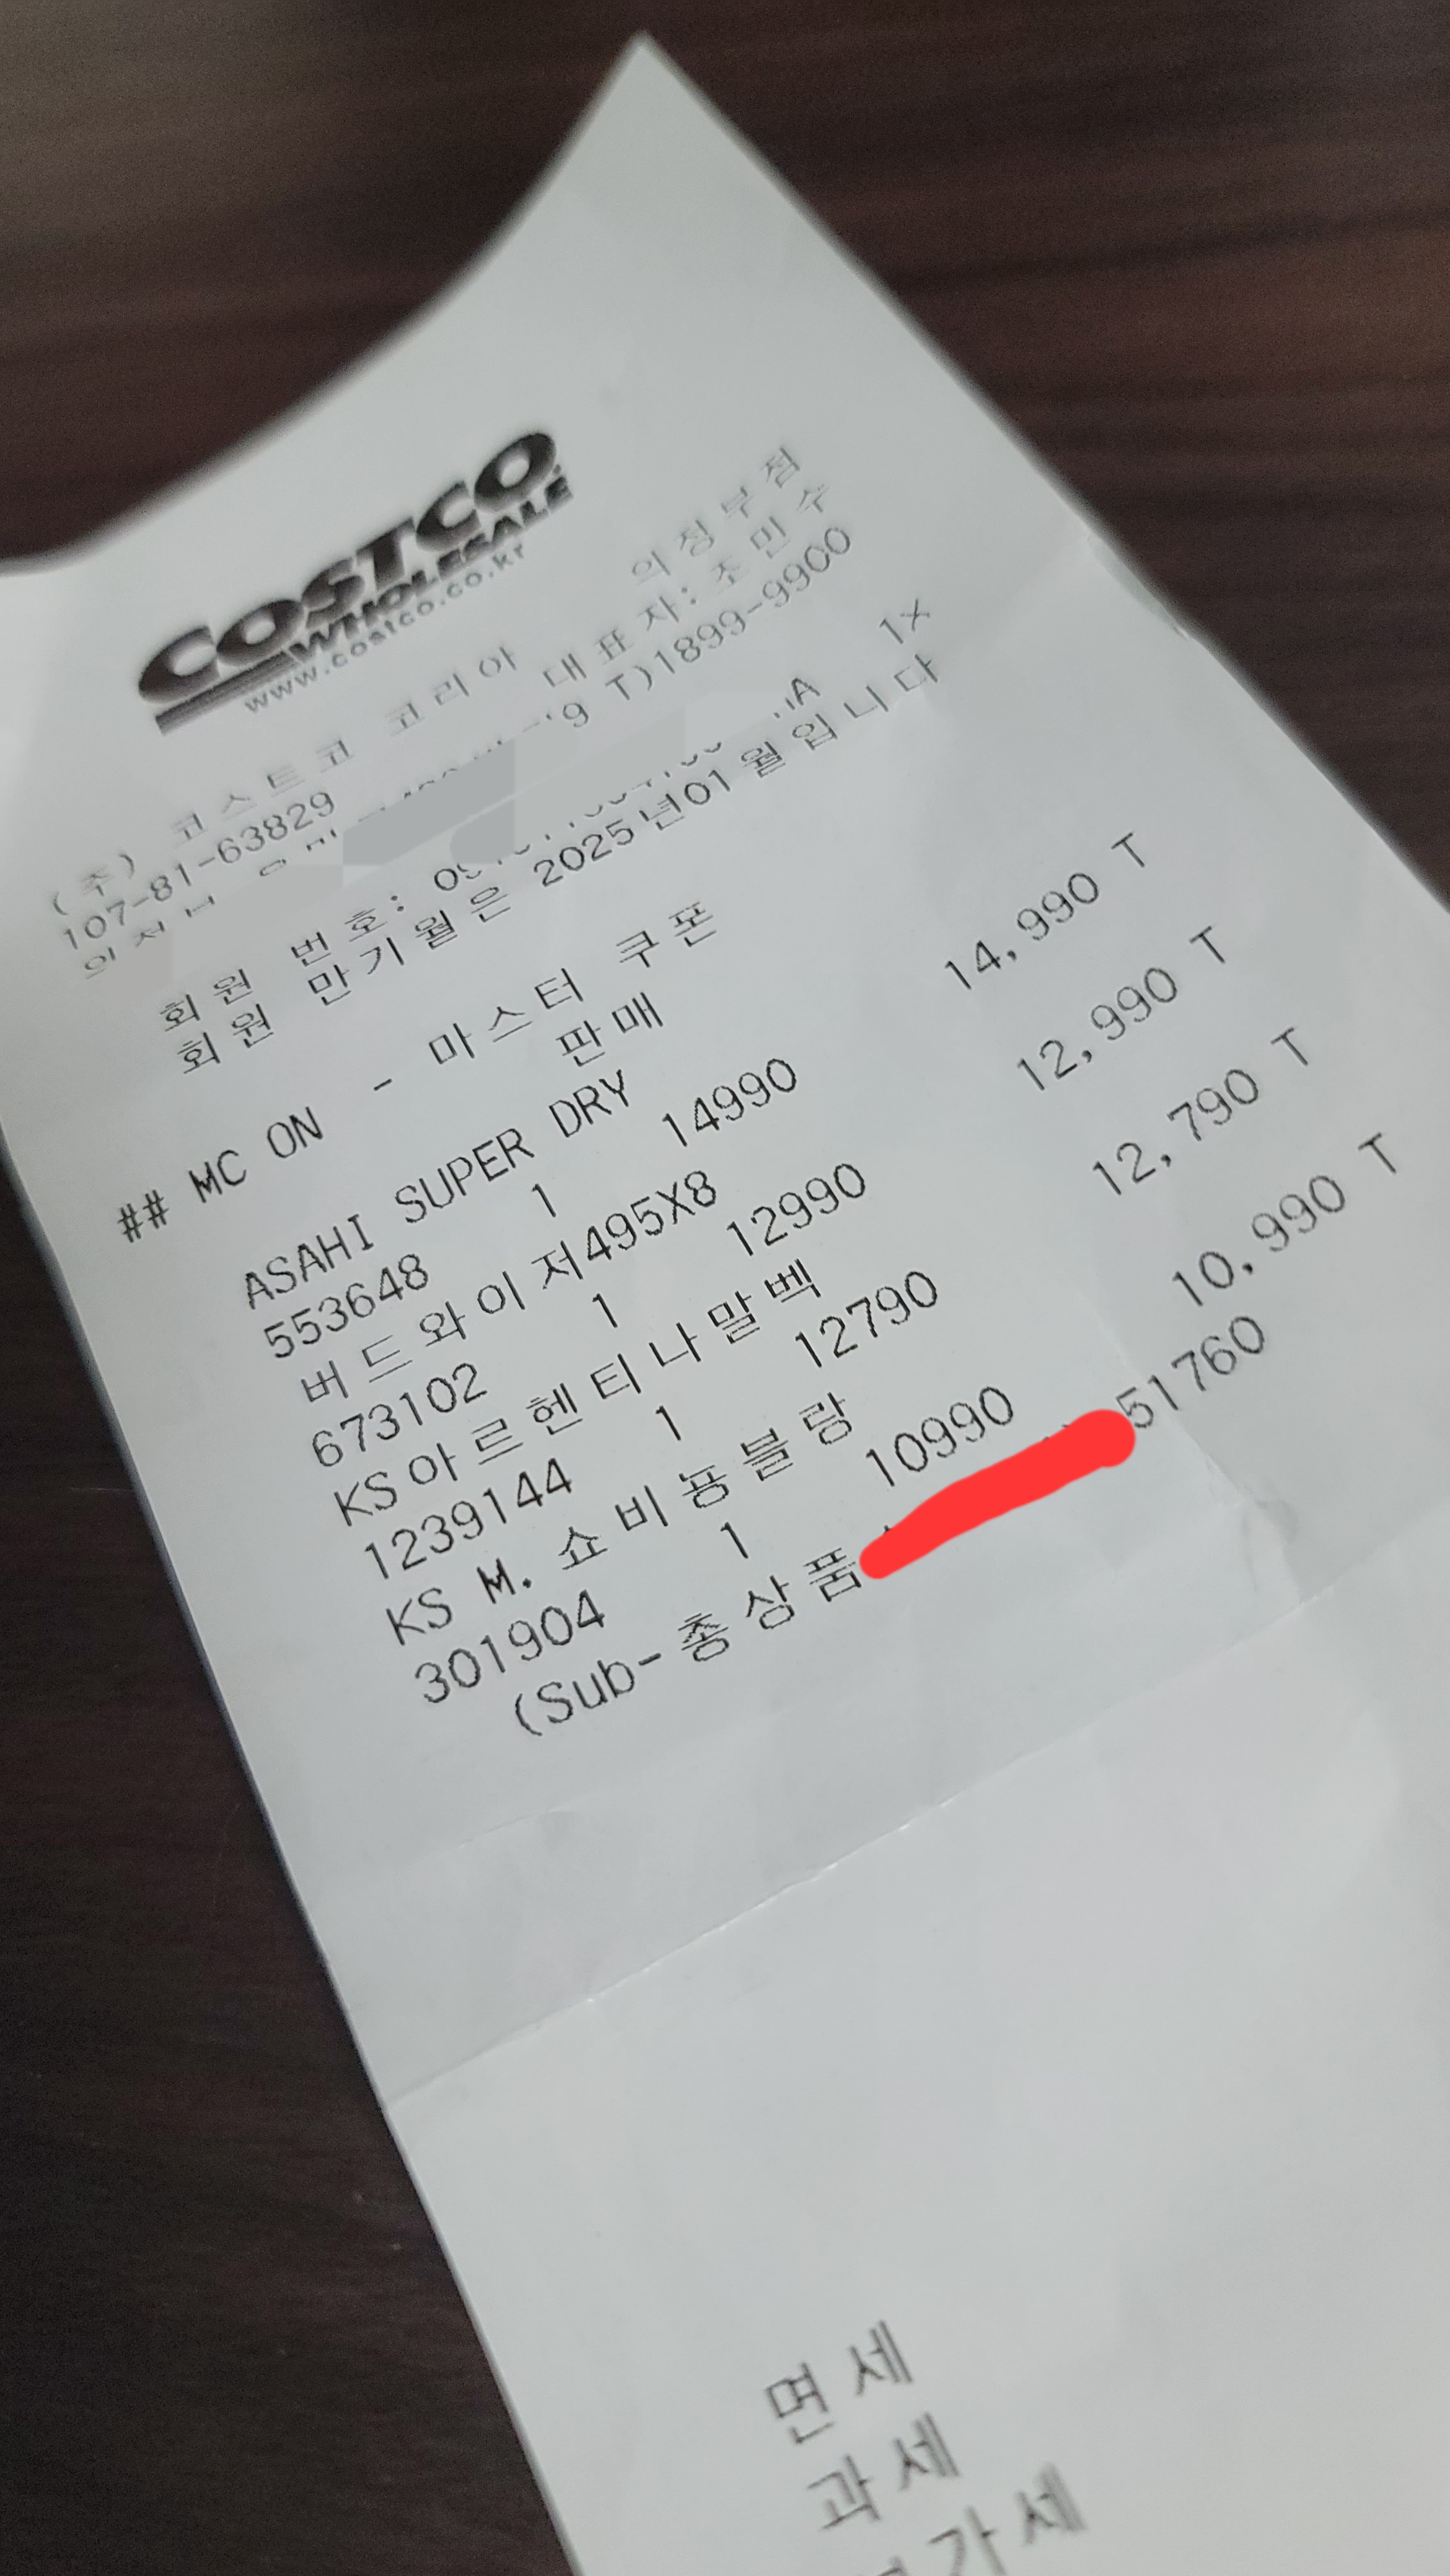 COSTCO
WHOLESALE
www.costco.co.kr
(주) 코스트코 코리아 의정부점
107-81-63829 대표자:조민수
T)1899-9900
회원 번호: 1X
회원 만기월은 2025년01월입니다
## MC ON - 마스터 쿠폰
판매
ASAHI SUPER DRY
553648 1 14990 14,990 T
버드와이저495X8
673102 1 12990 12,990 T
KS아르헨티나말벡
1239144 1 12790 12,790 T
KS M. 쇼비뇽블랑
301904 1 10990 10,990 T
(Sub-총상품 51760
면세
과세
가세